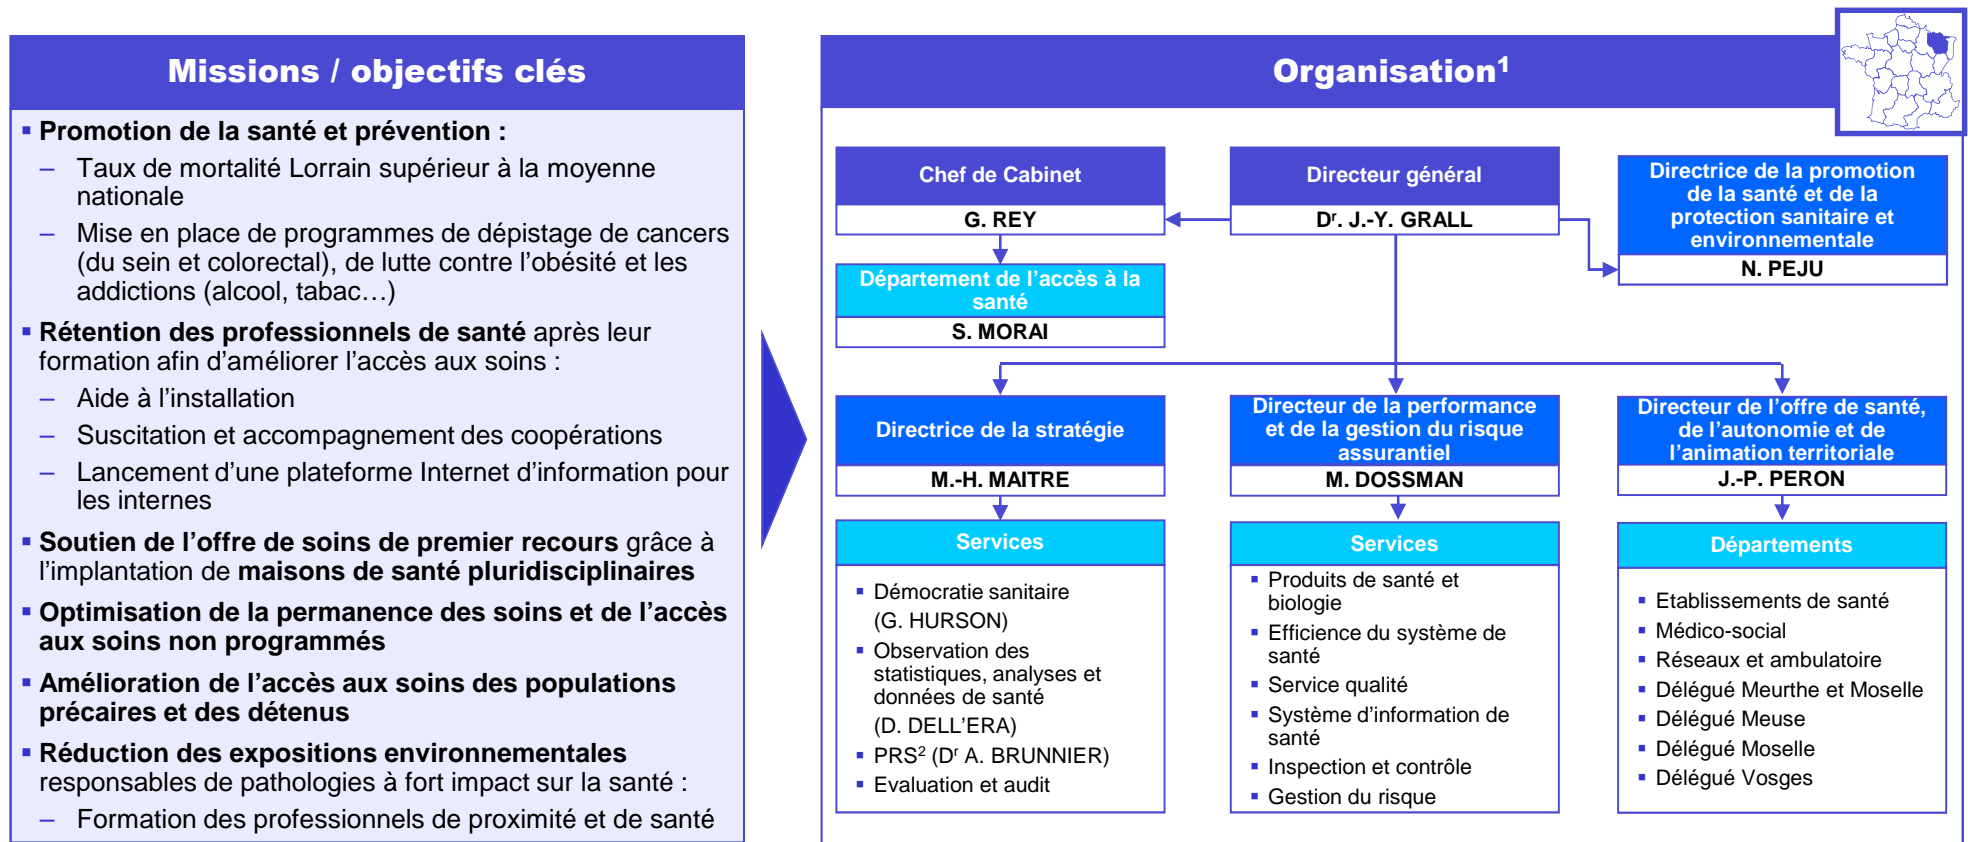 Missions / objectifs clés
▪ Promotion de la santé et prévention :
– Taux de mortalité Lorrain supérieur à la moyenne
nationale
– Mise en place de programmes de dépistage de cancers
(du sein et colorectal), de lutte contre l’obésité et les
addictions (alcool, tabac…)
▪ Rétention des professionnels de santé après leur
formation afin d’améliorer l’accès aux soins :
– Aide à l’installation
– Suscitation et accompagnement des coopérations
– Lancement d’une plateforme Internet d’information pour
les internes
▪ Soutien de l’offre de soins de premier recours grâce à
l’implantation de maisons de santé pluridisciplinaires
▪ Optimisation de la permanence des soins et de l’accès
aux soins non programmés
▪ Amélioration de l’accès aux soins des populations
précaires et des détenus
▪ Réduction des expositions environnementales
responsables de pathologies à fort impact sur la santé :
– Formation des professionnels de proximité et de santé
Organisation¹
Chef de Cabinet
G. REY
Directeur général
Dʳ. J.-Y. GRALL
Directrice de la promotion
de la santé et de la
protection sanitaire et
environnementale
N. PEJU
Département de l’accès à la
santé
S. MORAI
Directrice de la stratégie
M.-H. MAITRE
Directeur de la performance
et de la gestion du risque
assurantiel
M. DOSSMAN
Directeur de l’offre de santé,
de l’autonomie et de
l’animation territoriale
J.-P. PERON
Services
▪ Démocratie sanitaire
(G. HURSON)
▪ Observation des
statistiques, analyses et
données de santé
(D. DELL’ERA)
▪ PRS² (Dʳ A. BRUNNIER)
▪ Evaluation et audit
Services
▪ Produits de santé et
biologie
▪ Efficience du système de
santé
▪ Service qualité
▪ Système d’information de
santé
▪ Inspection et contrôle
▪ Gestion du risque
Départements
▪ Etablissements de santé
▪ Médico-social
▪ Réseaux et ambulatoire
▪ Délégué Meurthe et Moselle
▪ Délégué Meuse
▪ Délégué Moselle
▪ Délégué Vosges